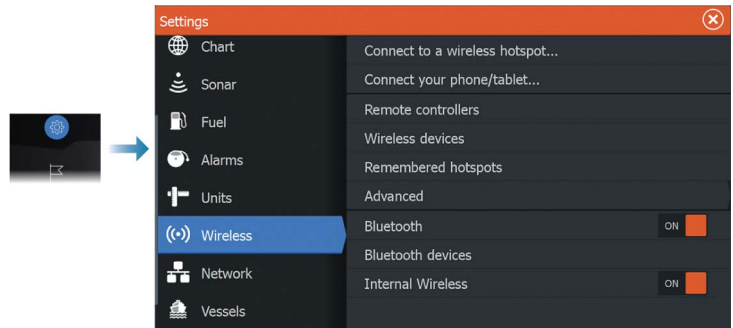 Settings
Chart
Sonar
Fuel
Alarms
Units
Wireless
Network
Vessels
Connect to a wireless hotspot...
Connect your phone/tablet...
Remote controllers
Wireless devices
Remembered hotspots
Advanced
Bluetooth ON
Bluetooth devices
Internal Wireless ON